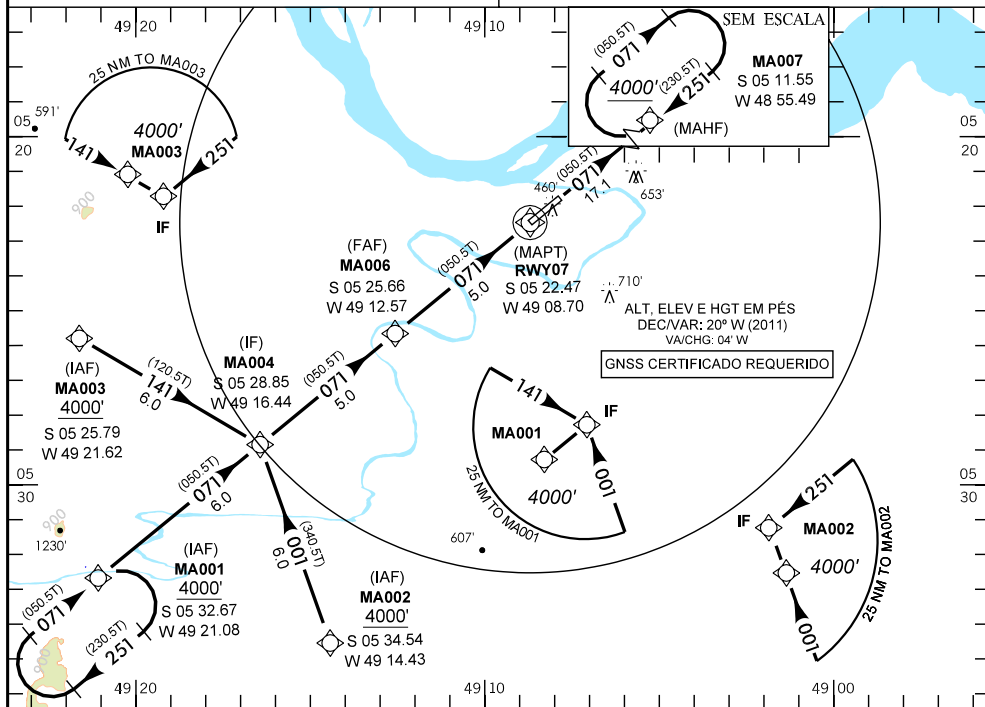 49 20
49 10
SEM ESCALA
(050.5T)
071
4000'
(230.5T)
251
MA007
S 05 11.55
W 48 55.49
(MAHF)
25 NM TO MA003
4000'
MA003
141
251
IF
591'
05
20
05
20
900
(050.5T)
071
17.1
460'
653'
(MAPT)
RWY07
S 05 22.47
W 49 08.70
(FAF)
MA006
S 05 25.66
W 49 12.57
(050.5T)
071
5.0
710'
ALT, ELEV E HGT EM PÉS
DEC/VAR: 20º W (2011)
VA/CHG: 04' W
GNSS CERTIFICADO REQUERIDO
(IAF)
MA003
4000'
S 05 25.79
W 49 21.62
(120.5T)
141
6.0
(IF)
MA004
S 05 28.85
W 49 16.44
(050.5T)
071
5.0
141
IF
MA001
001
4000'
25 NM TO MA001
05
30
05
30
(050.5T)
071
6.0
(340.5T)
001
6.0
900
1230'
607'
251
IF
MA002
4000'
001
25 NM TO MA002
(IAF)
MA001
4000'
S 05 32.67
W 49 21.08
(050.5T)
071
(230.5T)
251
900
(IAF)
MA002
4000'
S 05 34.54
W 49 14.43
49 20
49 10
49 00